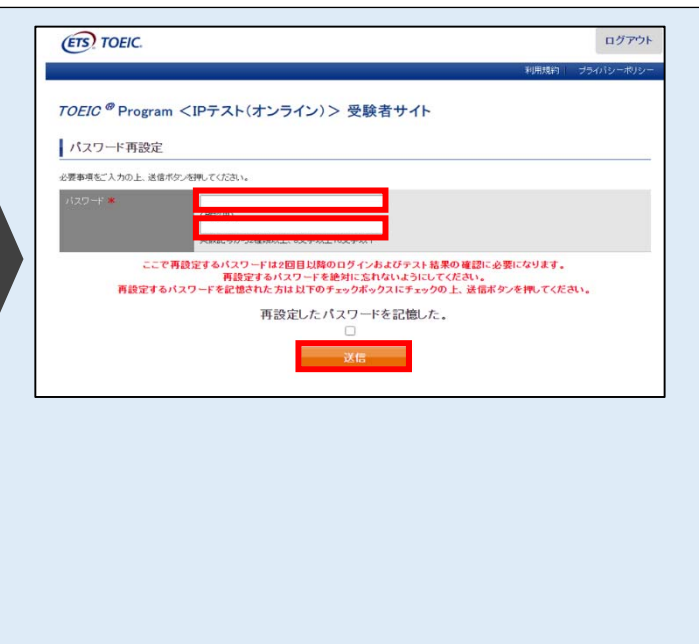 ETS TOEIC.
ログアウト
利用規約 プライバシーポリシー
TOEIC ® Program ＜IPテスト（オンライン）＞ 受験者サイト
パスワード再設定
必要事項をご入力の上、送信ボタンを押してください。
パスワード *
ここで再設定するパスワードは2回目以降のログインおよびテスト結果の確認に必要になります。
再設定するパスワードを絶対に忘れないようにしてください。
再設定するパスワードを記憶された方は以下のチェックボックスにチェックの上、送信ボタンを押してください。
再設定したパスワードを記憶した。
送信